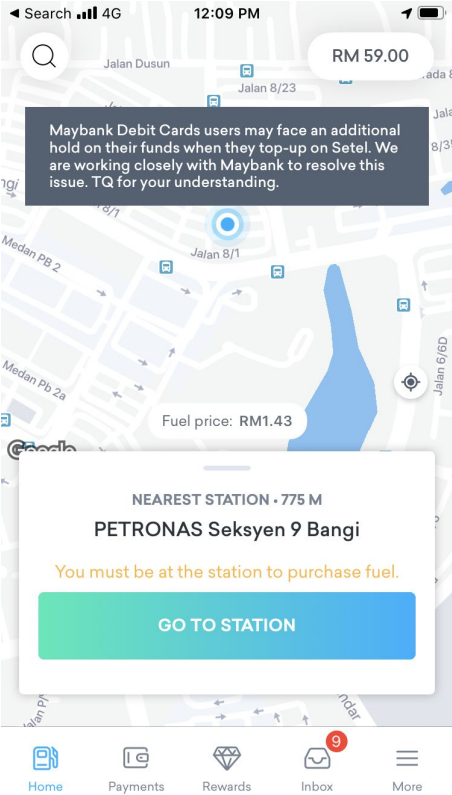 ◄ Search 4G 12:09 PM
RM 59.00
Jalan Dusun
Jalan 8/23
Maybank Debit Cards users may face an additional
hold on their funds when they top-up on Setel. We
are working closely with Maybank to resolve this
issue. TQ for your understanding.
8/1
Jalan 8/1
Medan PB 2
Medan Pb 2a
Jalan 6/6D
Fuel price: RM1.43
Google
NEAREST STATION • 775 M
PETRONAS Seksyen 9 Bangi
You must be at the station to purchase fuel.
GO TO STATION
9
Home Payments Rewards Inbox More